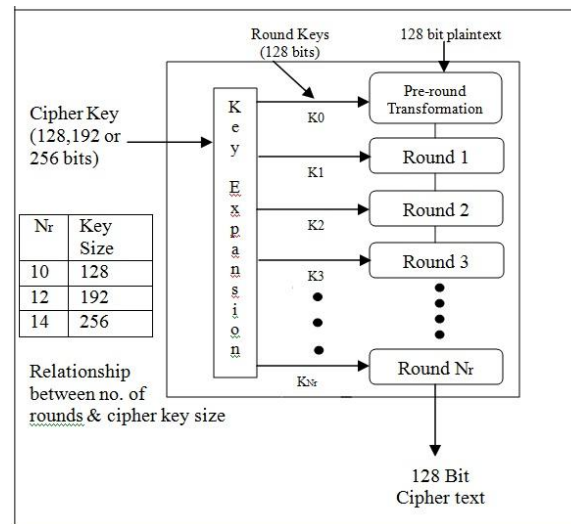 Round Keys
(128 bits)
128 bit plaintext
Cipher Key
(128,192 or
256 bits)
Key Expansion
K0
Pre-round
Transformation
K1
Round 1
K2
Round 2
K3
Round 3
KNr
Round Nr
Nr Key Size
10 128
12 192
14 256
Relationship
between no. of
rounds & cipher key size
128 Bit
Cipher text